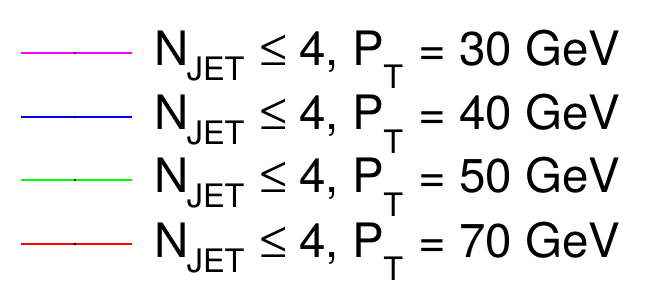 N_JET ≤ 4, P_T = 30 GeV
N_JET ≤ 4, P_T = 40 GeV
N_JET ≤ 4, P_T = 50 GeV
N_JET ≤ 4, P_T = 70 GeV